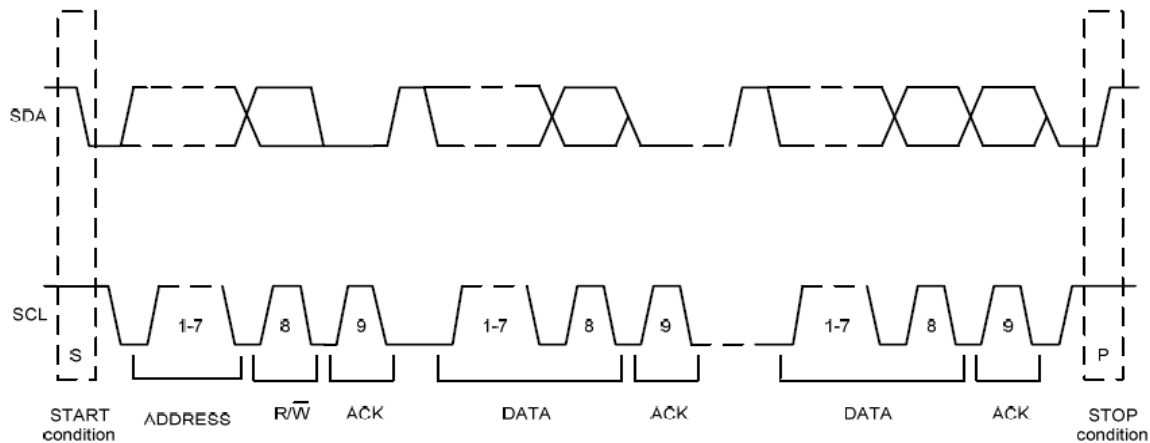 SDA
SCL
1-7
8
9
1-7
8
9
1-7
8
9
S
P
START
condition
ADDRESS
R/W̅
ACK
DATA
ACK
DATA
ACK
STOP
condition